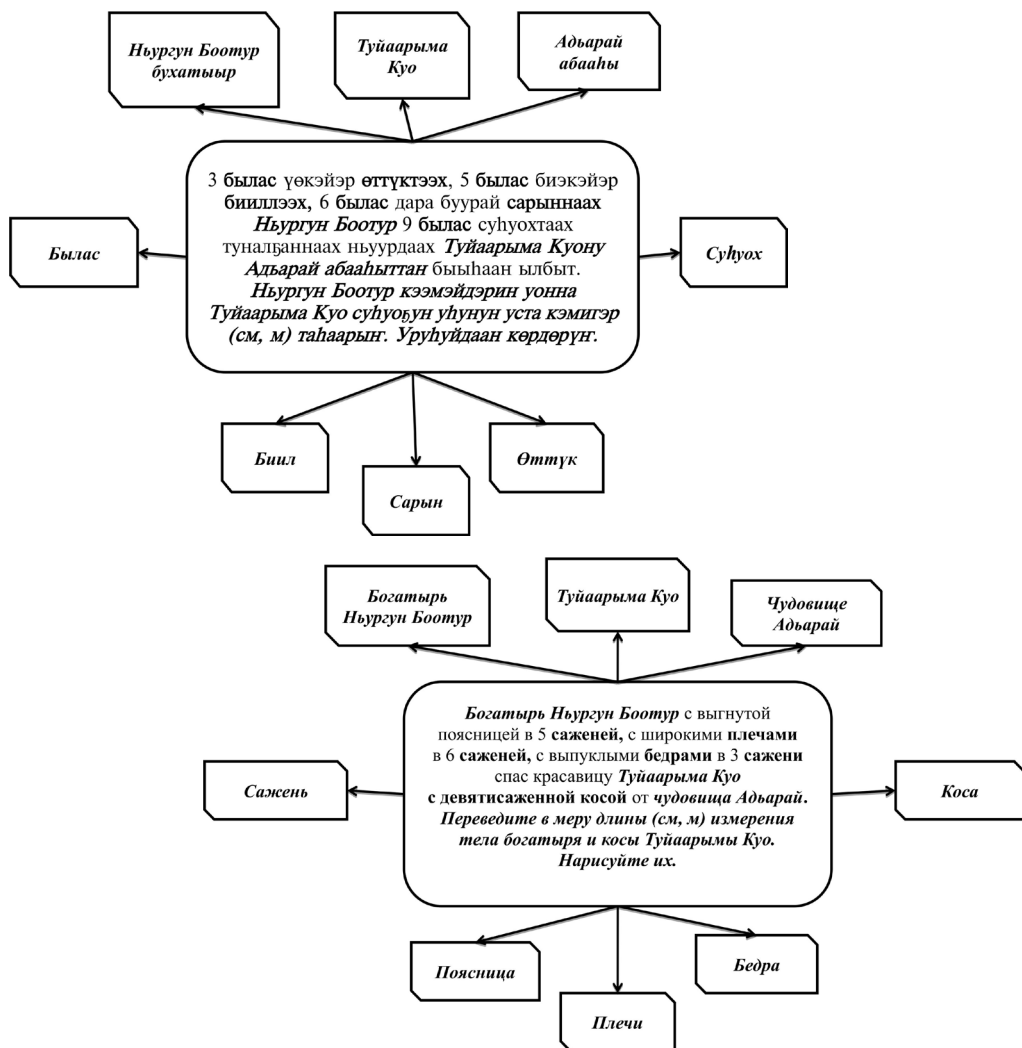 Ньургун Боотур
бухатыыр
Туйаарыма
Куо
Адьарай
абааһы
3 былас үөкэйэр өттүктээх, 5 былас биэкэйэр
бииллээх, 6 былас дара буурай сарыннаах
Ньургун Боотур 9 былас суһуохтаах
туналҕаннаах ньуурдаах Туйаарыма Куону
Адьарай абааһыттан быыһаан ылбыт.
Ньургун Боотур кээмэйдэрин уонна
Туйаарыма Куо суһуоҕун уһунун уста кэмигэр
(см, м) таһаарыҥ. Уруһуйдаан көрдөрүҥ.
Былас
Суһуох
Биил
Сарын
Өттүк
Богатырь
Ньургун Боотур
Туйаарыма Куо
Чудовище
Адьарай
Богатырь Ньургун Боотур с выгнутой
поясницей в 5 саженей, с широкими плечами
в 6 саженей, с выпуклыми бедрами в 3 сажени
спас красавицу Туйаарыма Куо
с девятисаженной косой от чудовища Адьарай.
Переведите в меру длины (см, м) измерения
тела богатыря и косы Туйаарымы Куо.
Нарисуйте их.
Сажень
Коса
Поясница
Плечи
Бедра